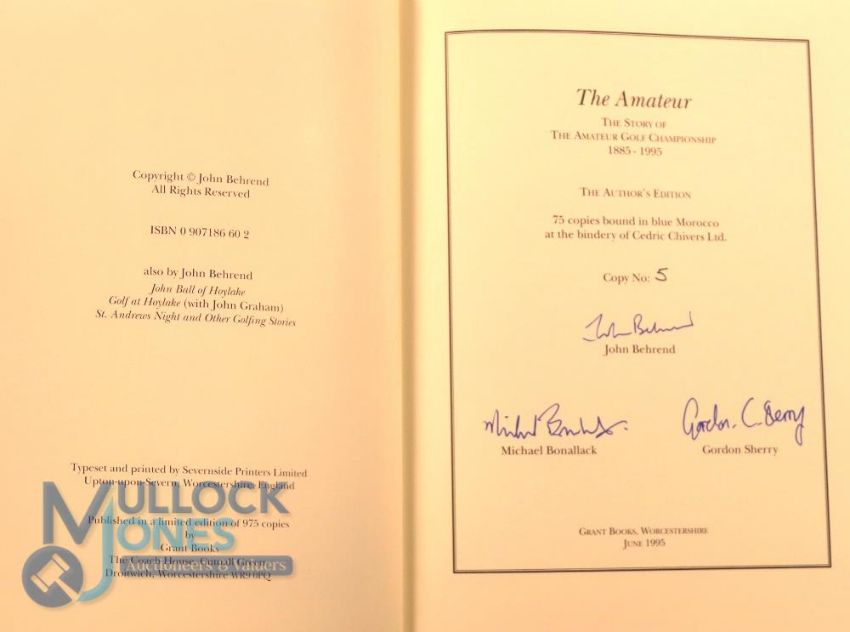 Copyright © John Behrend
All Rights Reserved
ISBN 0 907186 60 2
also by John Behrend
John Ball of Hoylake
Golf at Hoylake (with John Graham)
St. Andrews Night and Other Golfing Stories
Typeset and printed by Severnside Printers Limited
Upton-upon-Severn, Worcestershire, England
Published in a limited edition of 975 copies
by
Grant Books
The Coach House, Cutnall Green
Droitwich, Worcestershire WR9 0PQ
MULLOCK
JONES
Auctioneers & Valuers
The Amateur
THE STORY OF
THE AMATEUR GOLF CHAMPIONSHIP
1885 - 1995
THE AUTHOR'S EDITION
75 copies bound in blue Morocco
at the bindery of Cedric Chivers Ltd.
Copy No: 5
John Behrend
John Behrend
Michael Bonallack Gordon C Sherry
Michael Bonallack Gordon Sherry
GRANT BOOKS, WORCESTERSHIRE
JUNE 1995